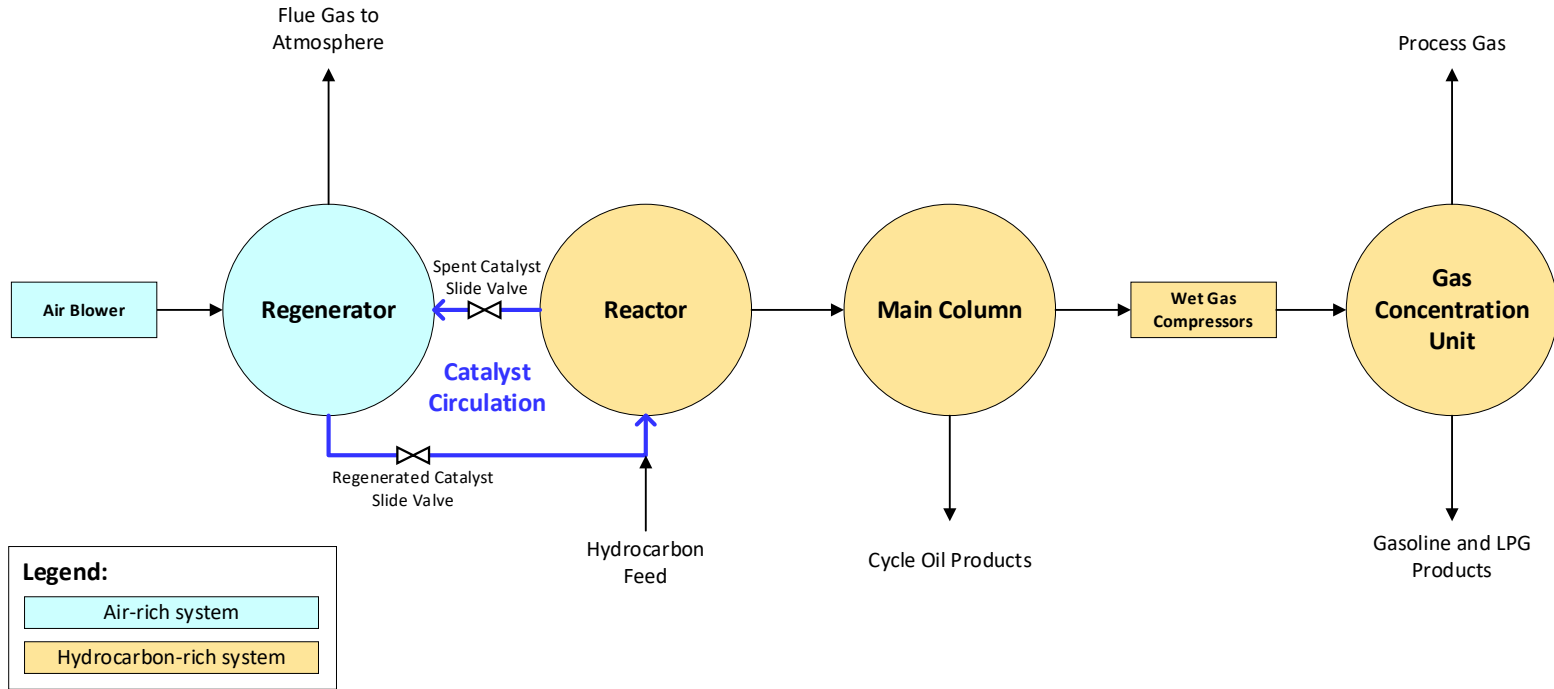 Flue Gas to
Atmosphere
Process Gas
Air Blower
Regenerator
Spent Catalyst
Slide Valve
Reactor
Main Column
Wet Gas
Compressors
Gas
Concentration
Unit
Catalyst
Circulation
Regenerated Catalyst
Slide Valve
Hydrocarbon
Feed
Cycle Oil Products
Gasoline and LPG
Products
Legend:
Air-rich system
Hydrocarbon-rich system